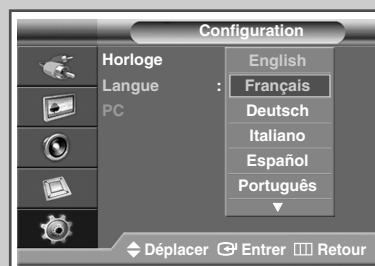 Configuration
Horloge English
Langue : Français
PC Deutsch
Italiano
Español
Português
▼
Déplacer Entrer Retour